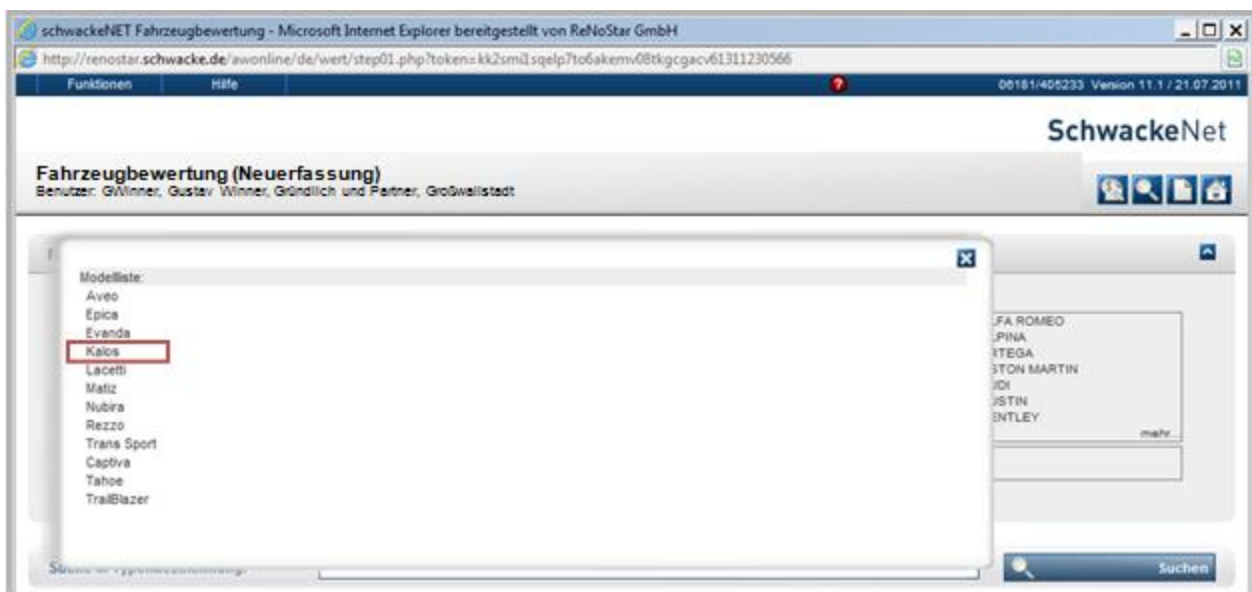 schwackeNET Fahrzeugbewertung - Microsoft Internet Explorer bereitgestellt von ReNoStar GmbH
http://renostar.schwacke.de/awonline/de/wert/step01.php?token=kk2smi1sqelp7to6akemv08tkgcgacv61311230566
Funktionen Hilfe ? 06181/405233 Version 11.1 / 21.07.2011
SchwackeNet
Fahrzeugbewertung (Neuerfassung)
Benutzer: GWinner, Gustav Winner, Gründlich und Partner, Großwallstadt
Modelliste:
Aveo
Epica
Evanda
Kalos
Lacetti
Matiz
Nubira
Rezzo
Trans Sport
Captiva
Tahoe
TrailBlazer
LFA ROMEO
LPINA
RTEGA
STON MARTIN
UDI
USTIN
ENTLEY
mehr...
Suchen